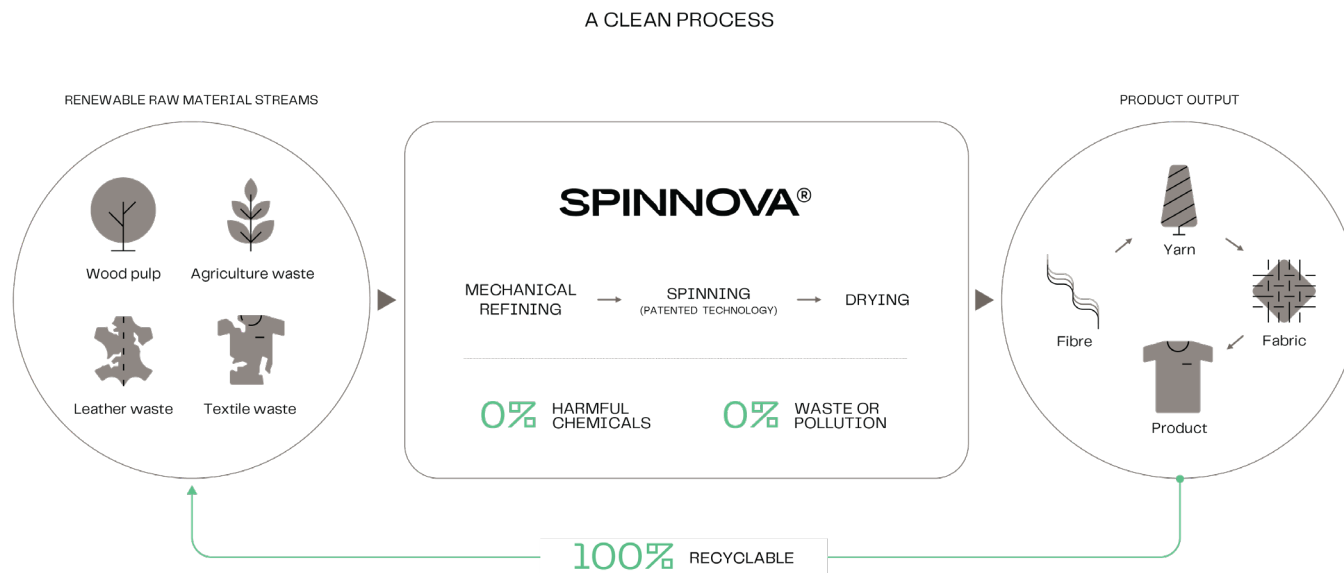 A CLEAN PROCESS
RENEWABLE RAW MATERIAL STREAMS
Wood pulp
Agriculture waste
Leather waste
Textile waste
SPINNOVA®
MECHANICAL
REFINING
SPINNING
(PATENTED TECHNOLOGY)
DRYING
0% HARMFUL
CHEMICALS
0% WASTE OR
POLLUTION
PRODUCT OUTPUT
Yarn
Fibre
Fabric
Product
100% RECYCLABLE